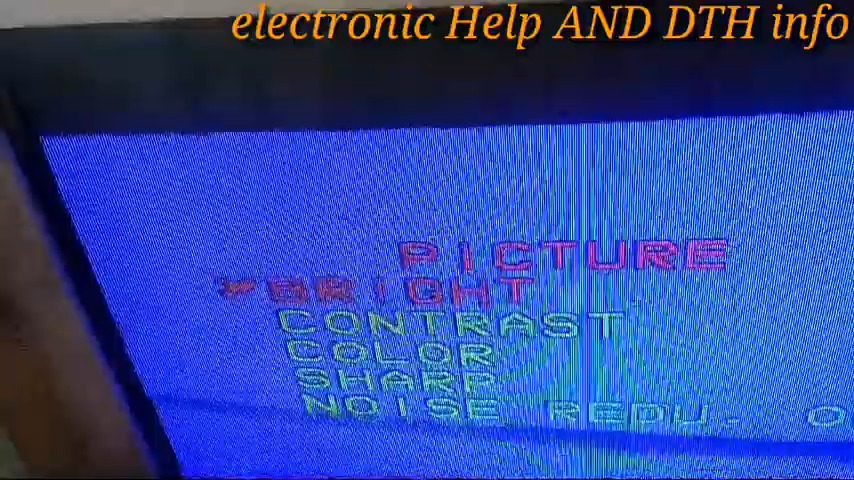 electronic Help AND DTH info
PICTURE
BRIGHT
CONTRAST
COLOR
SHARP
NOISE REDU. O